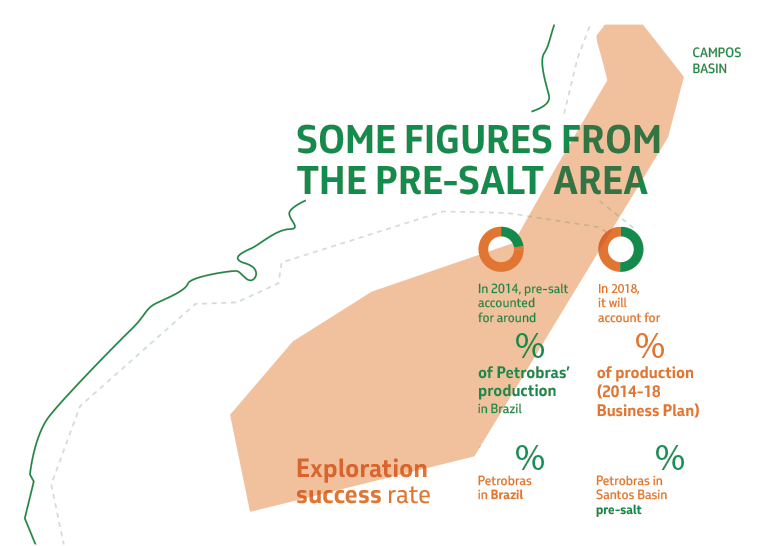 CAMPOS
BASIN
SOME FIGURES FROM
THE PRE-SALT AREA
In 2014, pre-salt
accounted
for around
%
of Petrobras'
production
in Brazil
In 2018,
it will
account for
%
of production
(2014-18
Business Plan)
Exploration
success rate
%
Petrobras
in Brazil
%
Petrobras in
Santos Basin
pre-salt